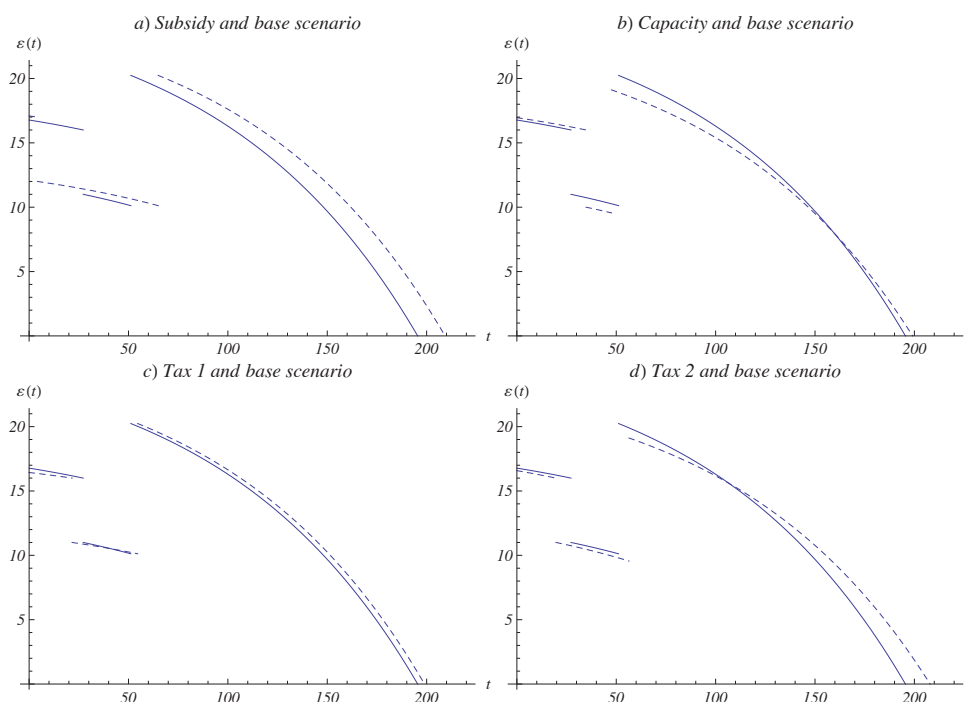 a) Subsidy and base scenario
b) Capacity and base scenario
ε(t)
ε(t)
20
20
15
15
10
10
5
5
50
100
150
200
t
50
100
150
200
t
c) Tax 1 and base scenario
d) Tax 2 and base scenario
ε(t)
ε(t)
20
20
15
15
10
10
5
5
50
100
150
200
t
50
100
150
200
t